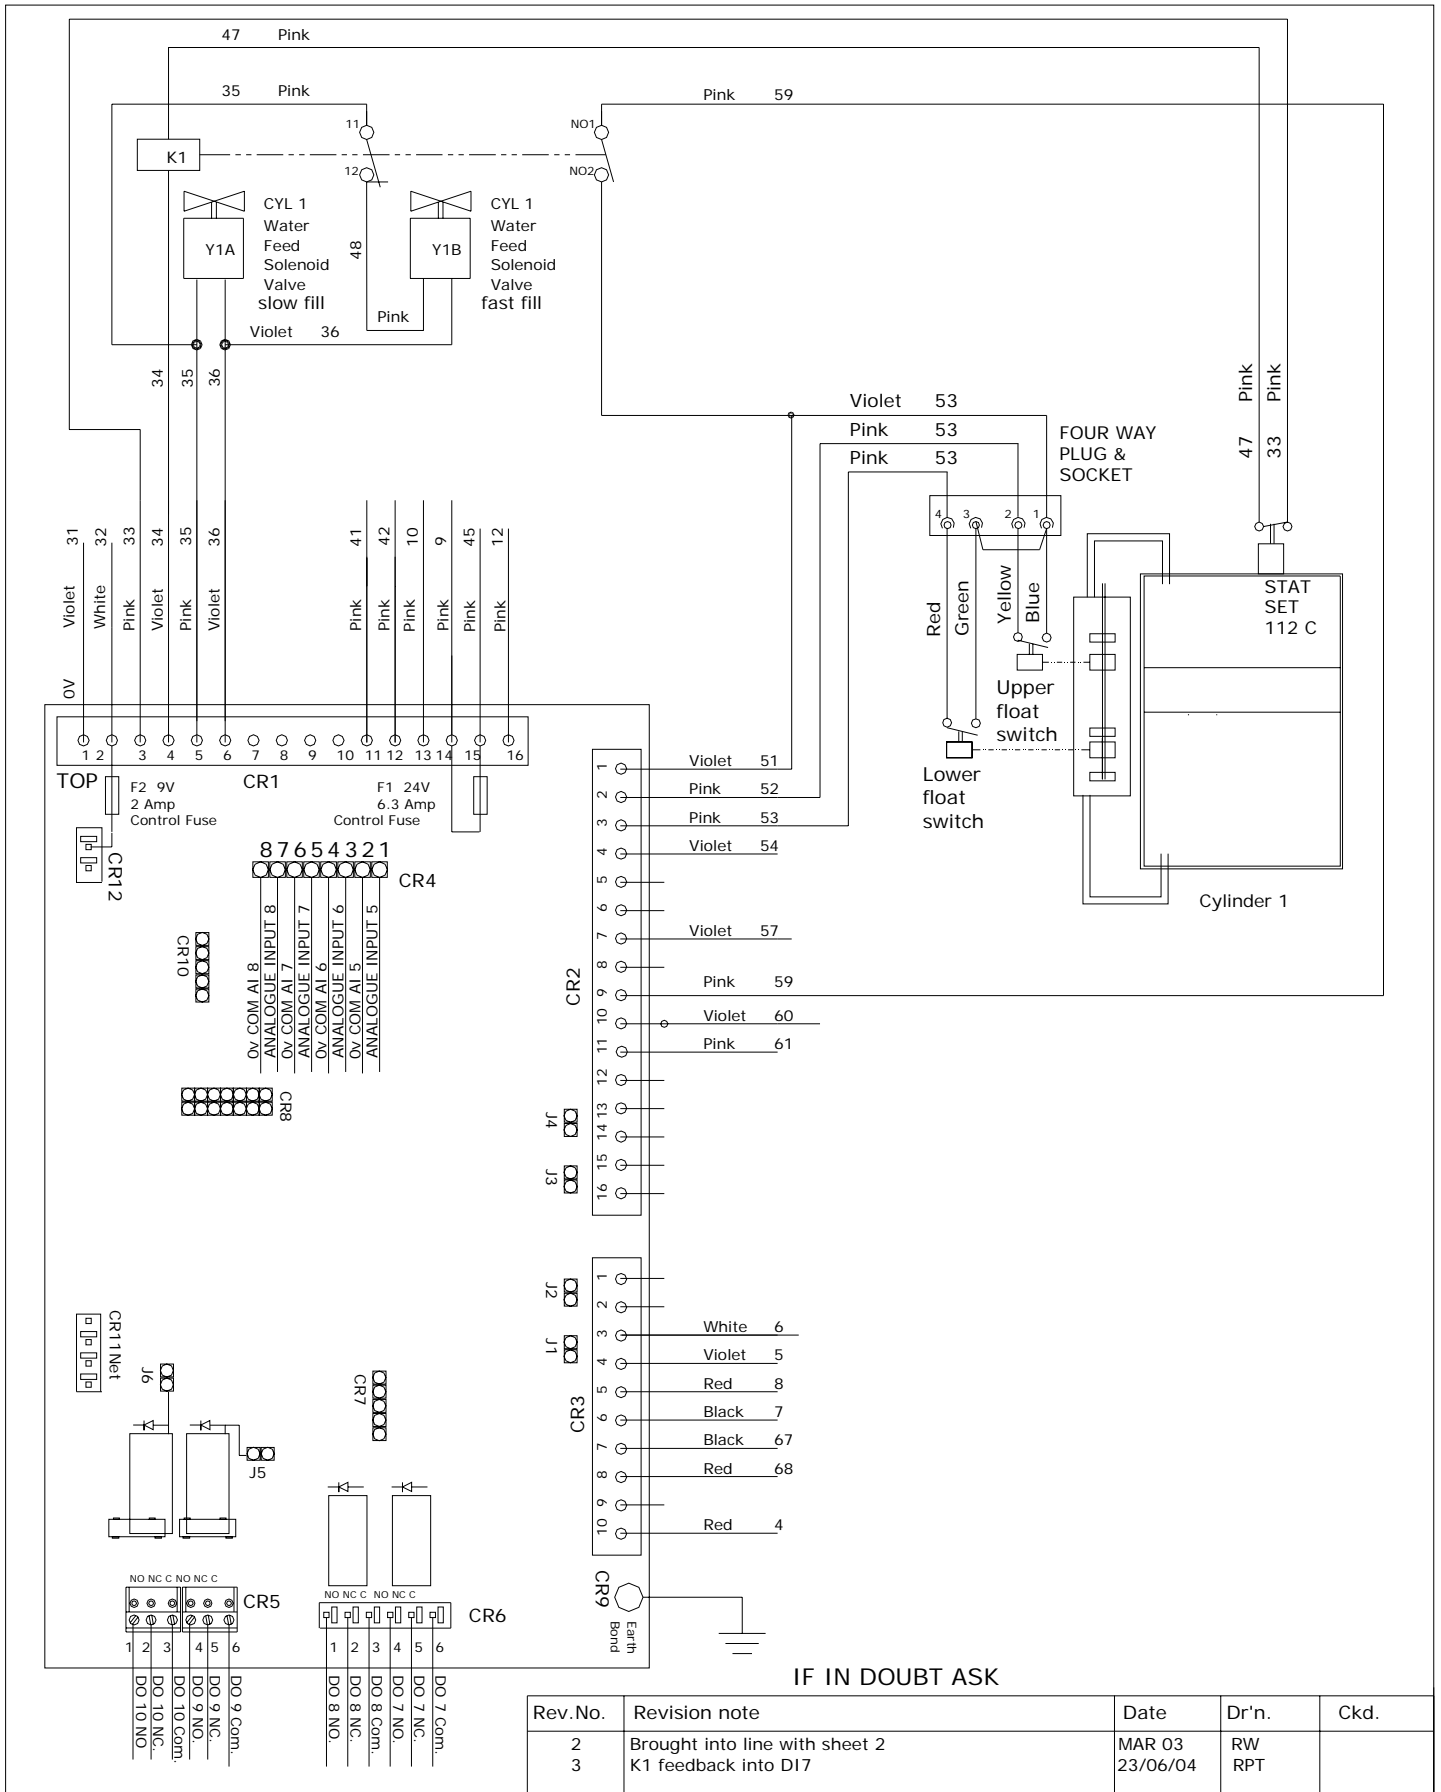 47 Pink
35 Pink
Pink 59
11
NO1
K1
12
NO2
CYL 1
Water
Feed
Solenoid
Valve
slow fill
Y1A
48
Y1B
CYL 1
Water
Feed
Solenoid
Valve
fast fill
Pink
Violet 36
34
35
36
47 Pink
33 Pink
Violet 53
Pink 53
Pink 53
FOUR WAY
PLUG &
SOCKET
4 3 2 1
Red
Green
Yellow
Blue
STAT
SET
112 C
Upper
float
switch
Lower
float
switch
Cylinder 1
31
32
33
34
35
36
41
42
10
9
45
12
Violet
White
Pink
Violet
Pink
Violet
Pink
Pink
Pink
Pink
Pink
Pink
0V
1 2 3 4 5 6 7 8 9 10 11 12 13 14 15 16
TOP
CR1
F2 9V
2 Amp
Control Fuse
F1 24V
6.3 Amp
Control Fuse
CR12
87654321
CR4
0v COM AI 8
ANALOGUE INPUT 8
0v COM AI 7
ANALOGUE INPUT 7
0v COM AI 6
ANALOGUE INPUT 6
0v COM AI 5
ANALOGUE INPUT 5
CR10
CR8
CR2
1 Violet 51
2 Pink 52
3 Pink 53
4 Violet 54
5
6
7 Violet 57
8
9 Pink 59
10 Violet 60
11 Pink 61
12
13
14
15
16
J4
J3
J2
J1
CR3
1
2
3 White 6
4 Violet 5
5 Red 8
6 Black 7
7 Black 67
8 Red 68
9
10 Red 4
CR11Net
J6
J5
CR7
NO NC C NO NC C
CR5
1 2 3 4 5 6
DO 10 NO
DO 10 NC.
DO 10 Com.
DO 9 NO.
DO 9 NC.
DO 9 Com.
NO NC C NO NC C
CR6
1 2 3 4 5 6
DO 8 NO.
DO 8 NC.
DO 8 Com.
DO 7 NO.
DO 7 NC.
DO 7 Com.
CR9
Earth
Bond
IF IN DOUBT ASK
Rev.No. Revision note Date Dr'n. Ckd.
2 Brought into line with sheet 2 MAR 03 RW
3 K1 feedback into DI7 23/06/04 RPT